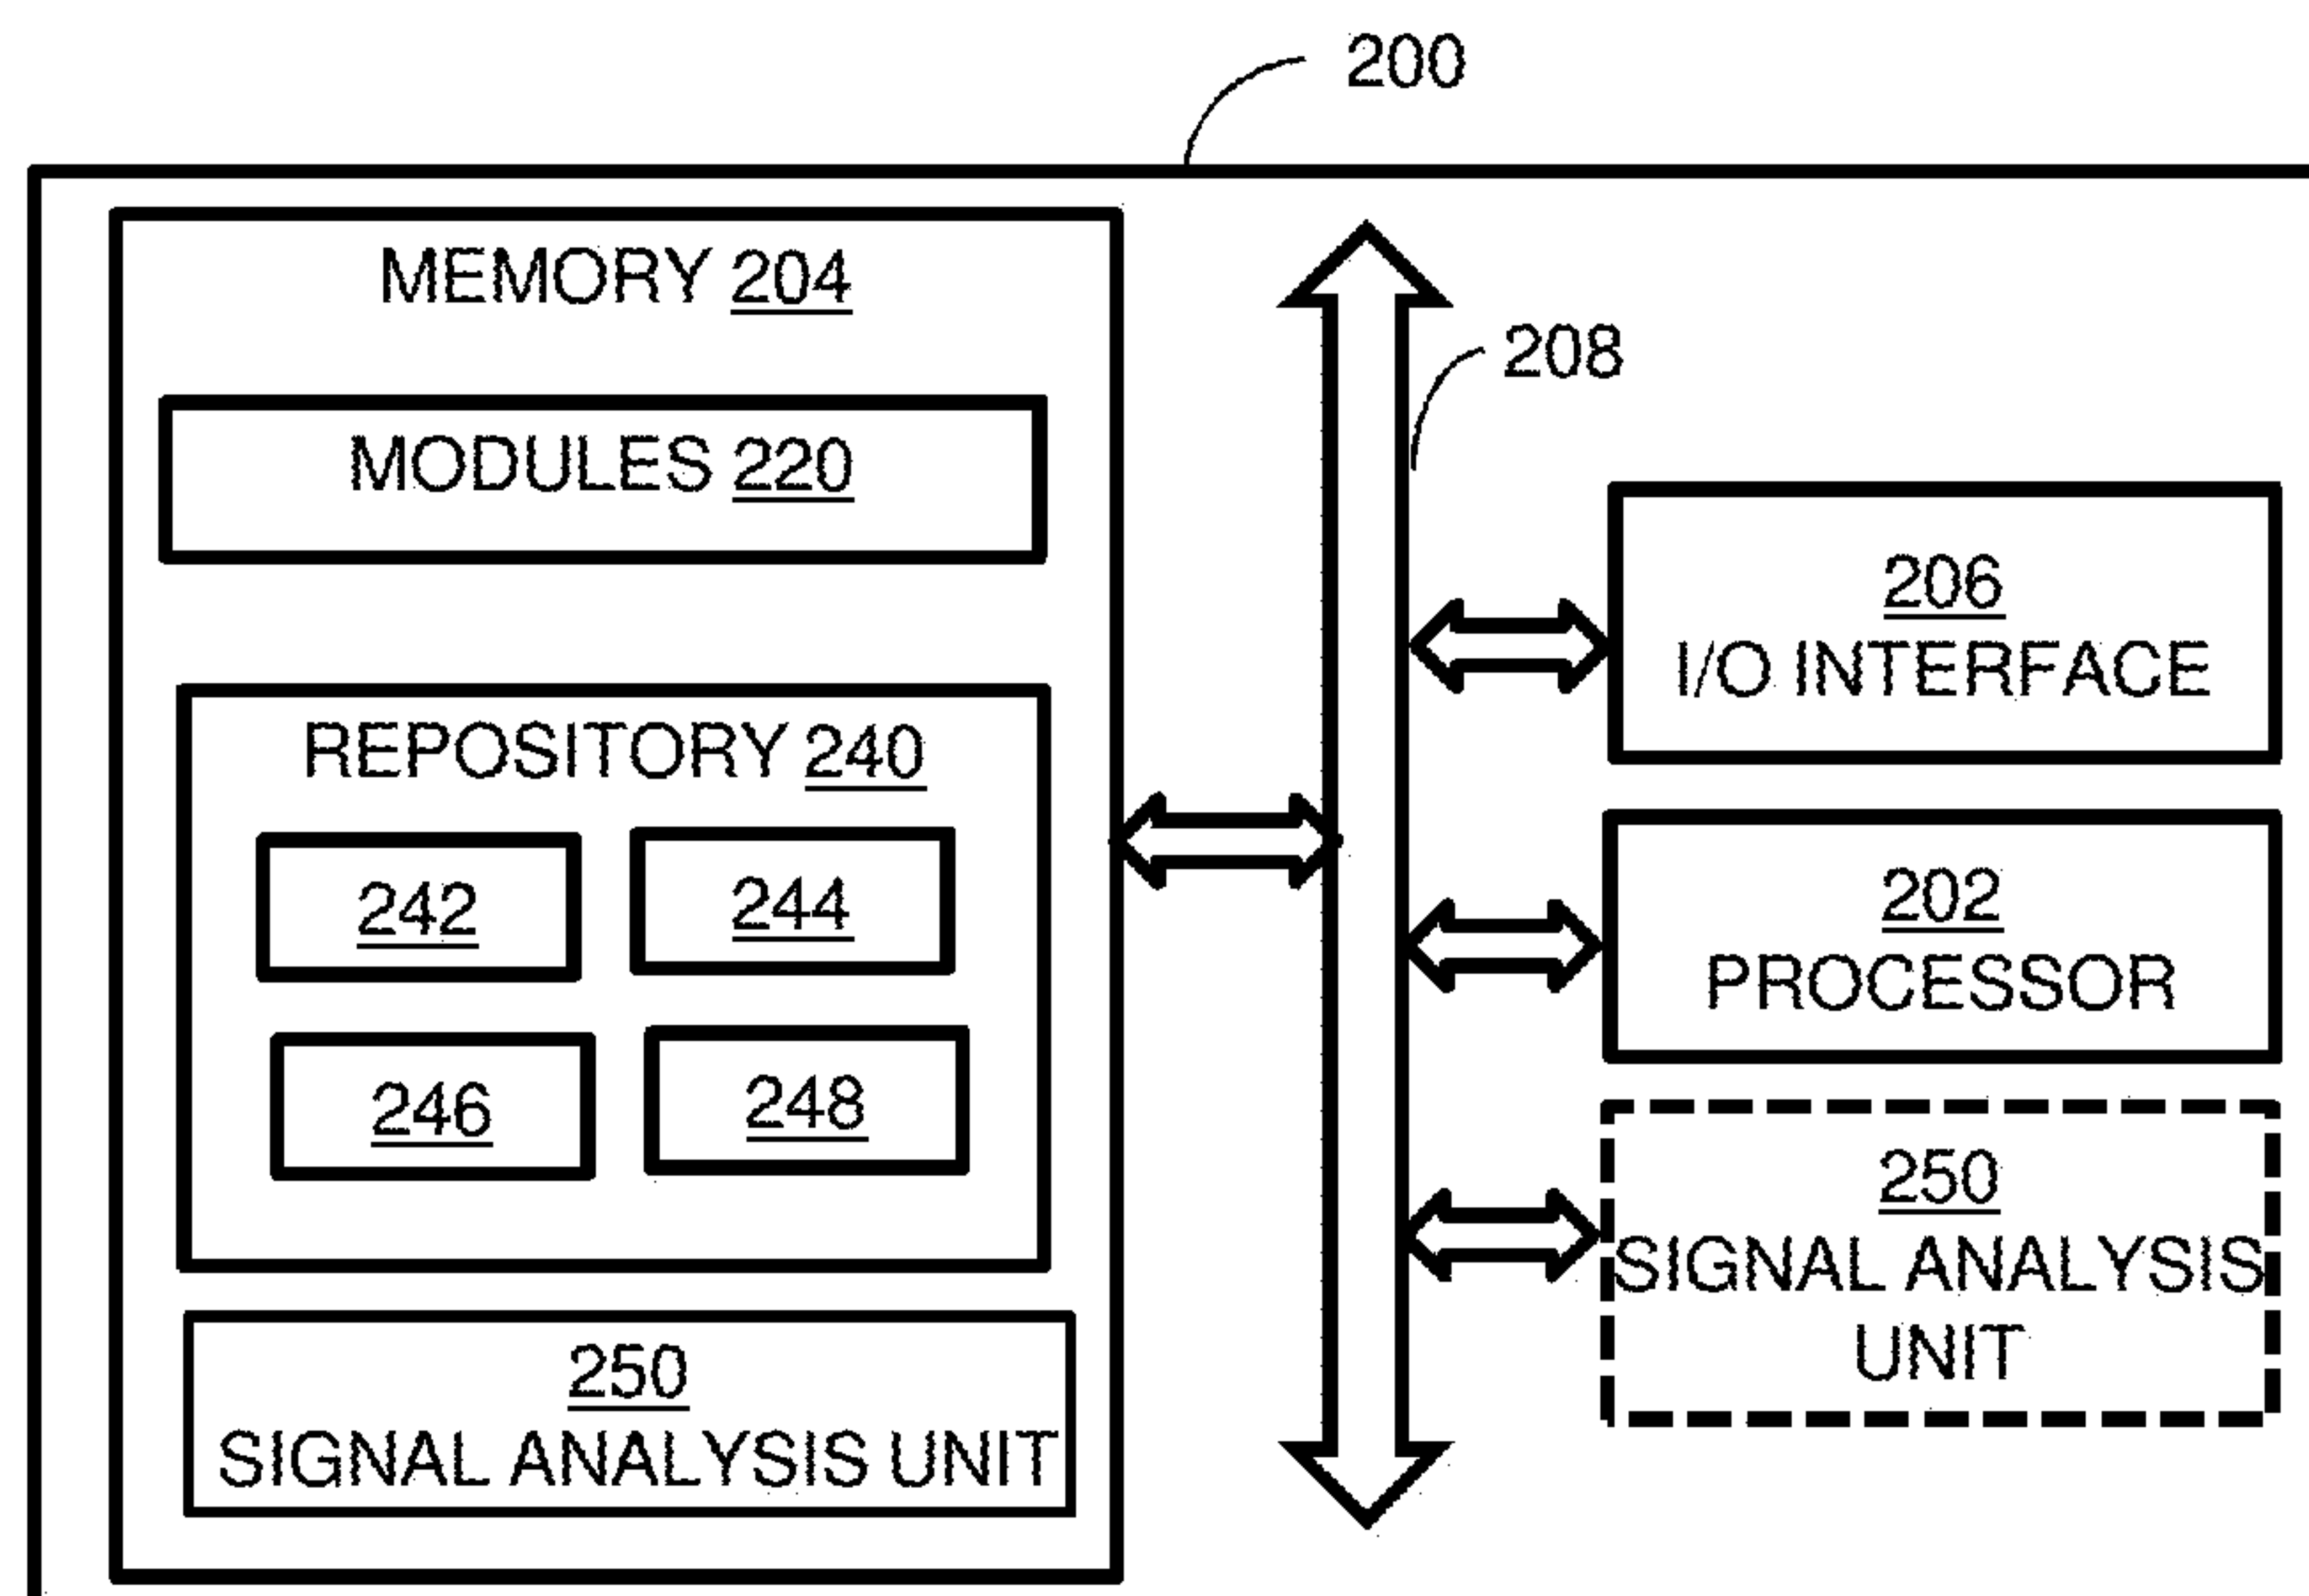 200
MEMORY 204
208
MODULES 220
206
I/O INTERFACE
REPOSITORY 240
242
244
202
PROCESSOR
246
248
250
SIGNAL ANALYSIS
UNIT
250
SIGNAL ANALYSIS UNIT